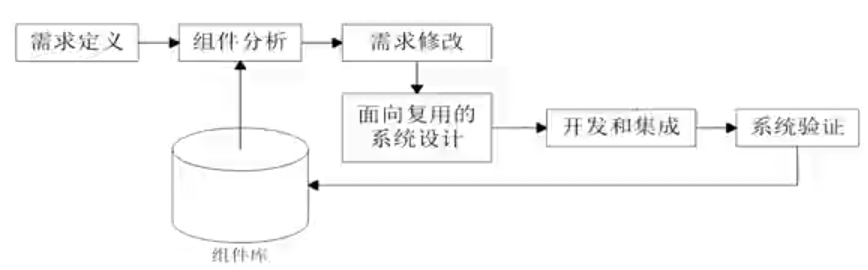 需求定义
组件分析
需求修改
面向复用的
系统设计
开发和集成
系统验证
组件库